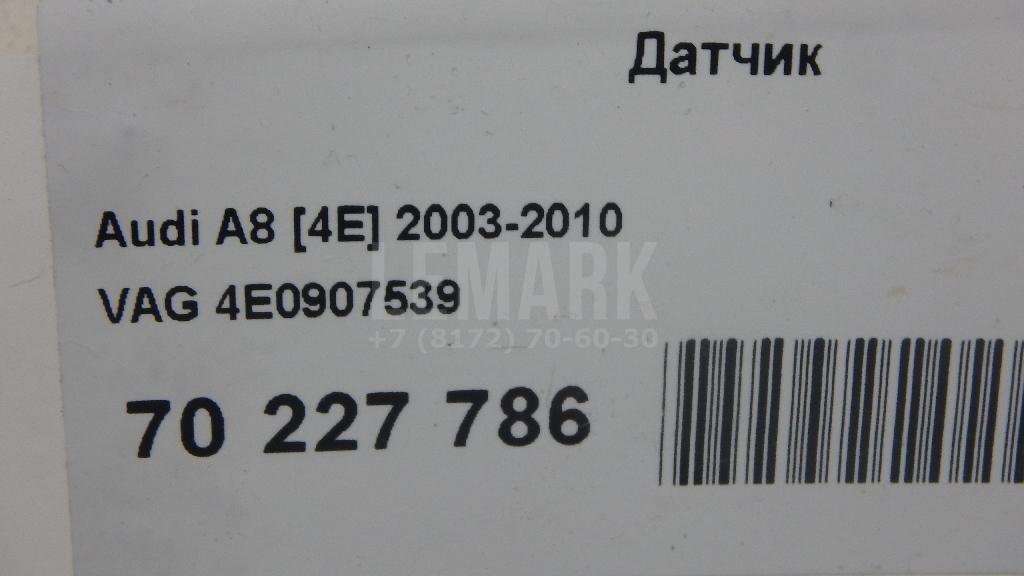 Датчик
Audi A8 [4E] 2003-2010
LEMARK
VAG 4E0907539
+7 (8172) 70-60-30
70 227 786